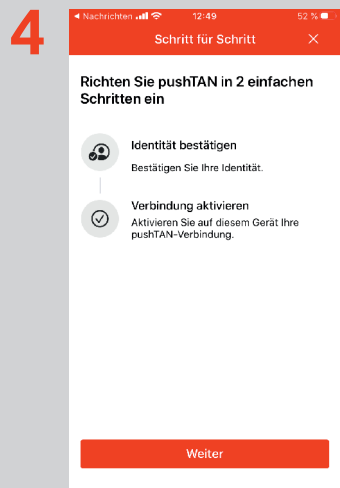 4
Nachrichten 12:49 52 %
Schritt für Schritt
Richten Sie pushTAN in 2 einfachen
Schritten ein
Identität bestätigen
Bestätigen Sie Ihre Identität.
Verbindung aktivieren
Aktivieren Sie auf diesem Gerät Ihre
pushTAN-Verbindung.
Weiter